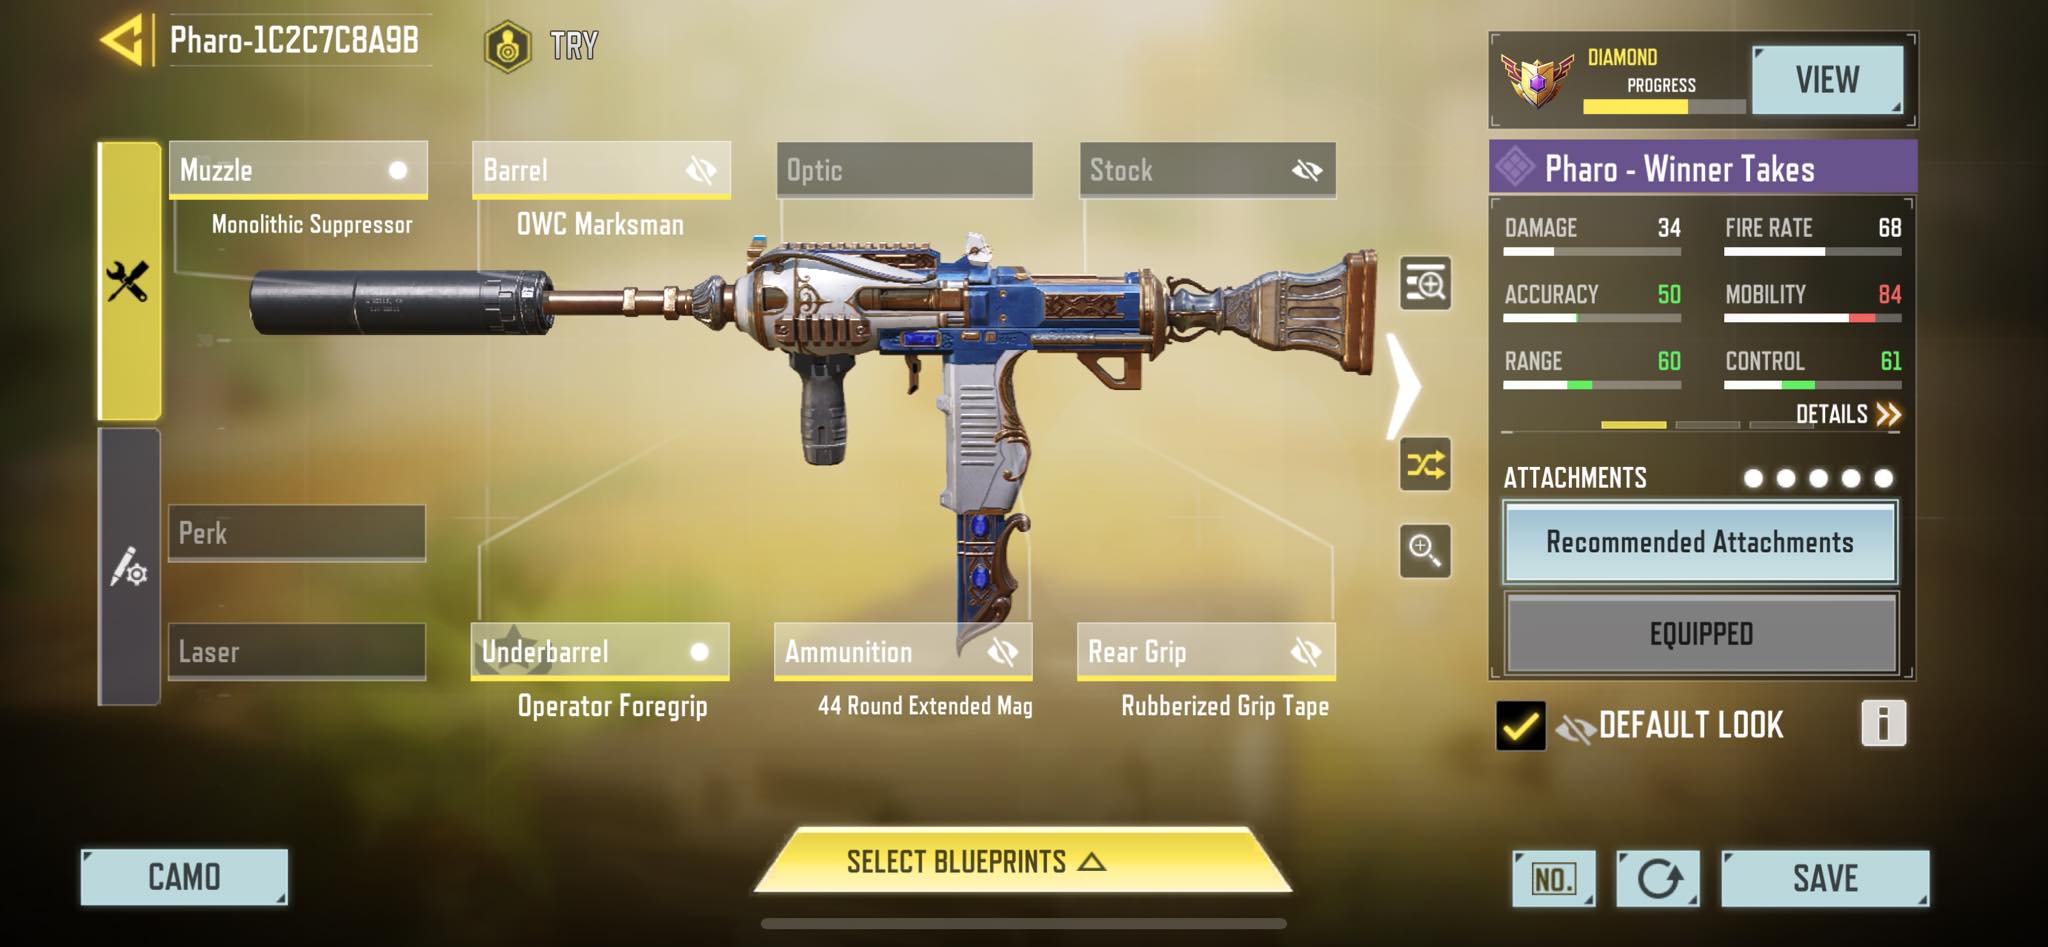 Pharo-1C2C7C8A9B
TRY
DIAMOND
PROGRESS
VIEW
Muzzle
Monolithic Suppressor
Barrel
OWC Marksman
Optic
Stock
Pharo - Winner Takes
DAMAGE 34
FIRE RATE 68
ACCURACY 50
MOBILITY 84
RANGE 60
CONTROL 61
DETAILS
ATTACHMENTS
Recommended Attachments
EQUIPPED
Perk
Laser
Underbarrel
Operator Foregrip
Ammunition
44 Round Extended Mag
Rear Grip
Rubberized Grip Tape
DEFAULT LOOK
i
CAMO
SELECT BLUEPRINTS
NO.
SAVE